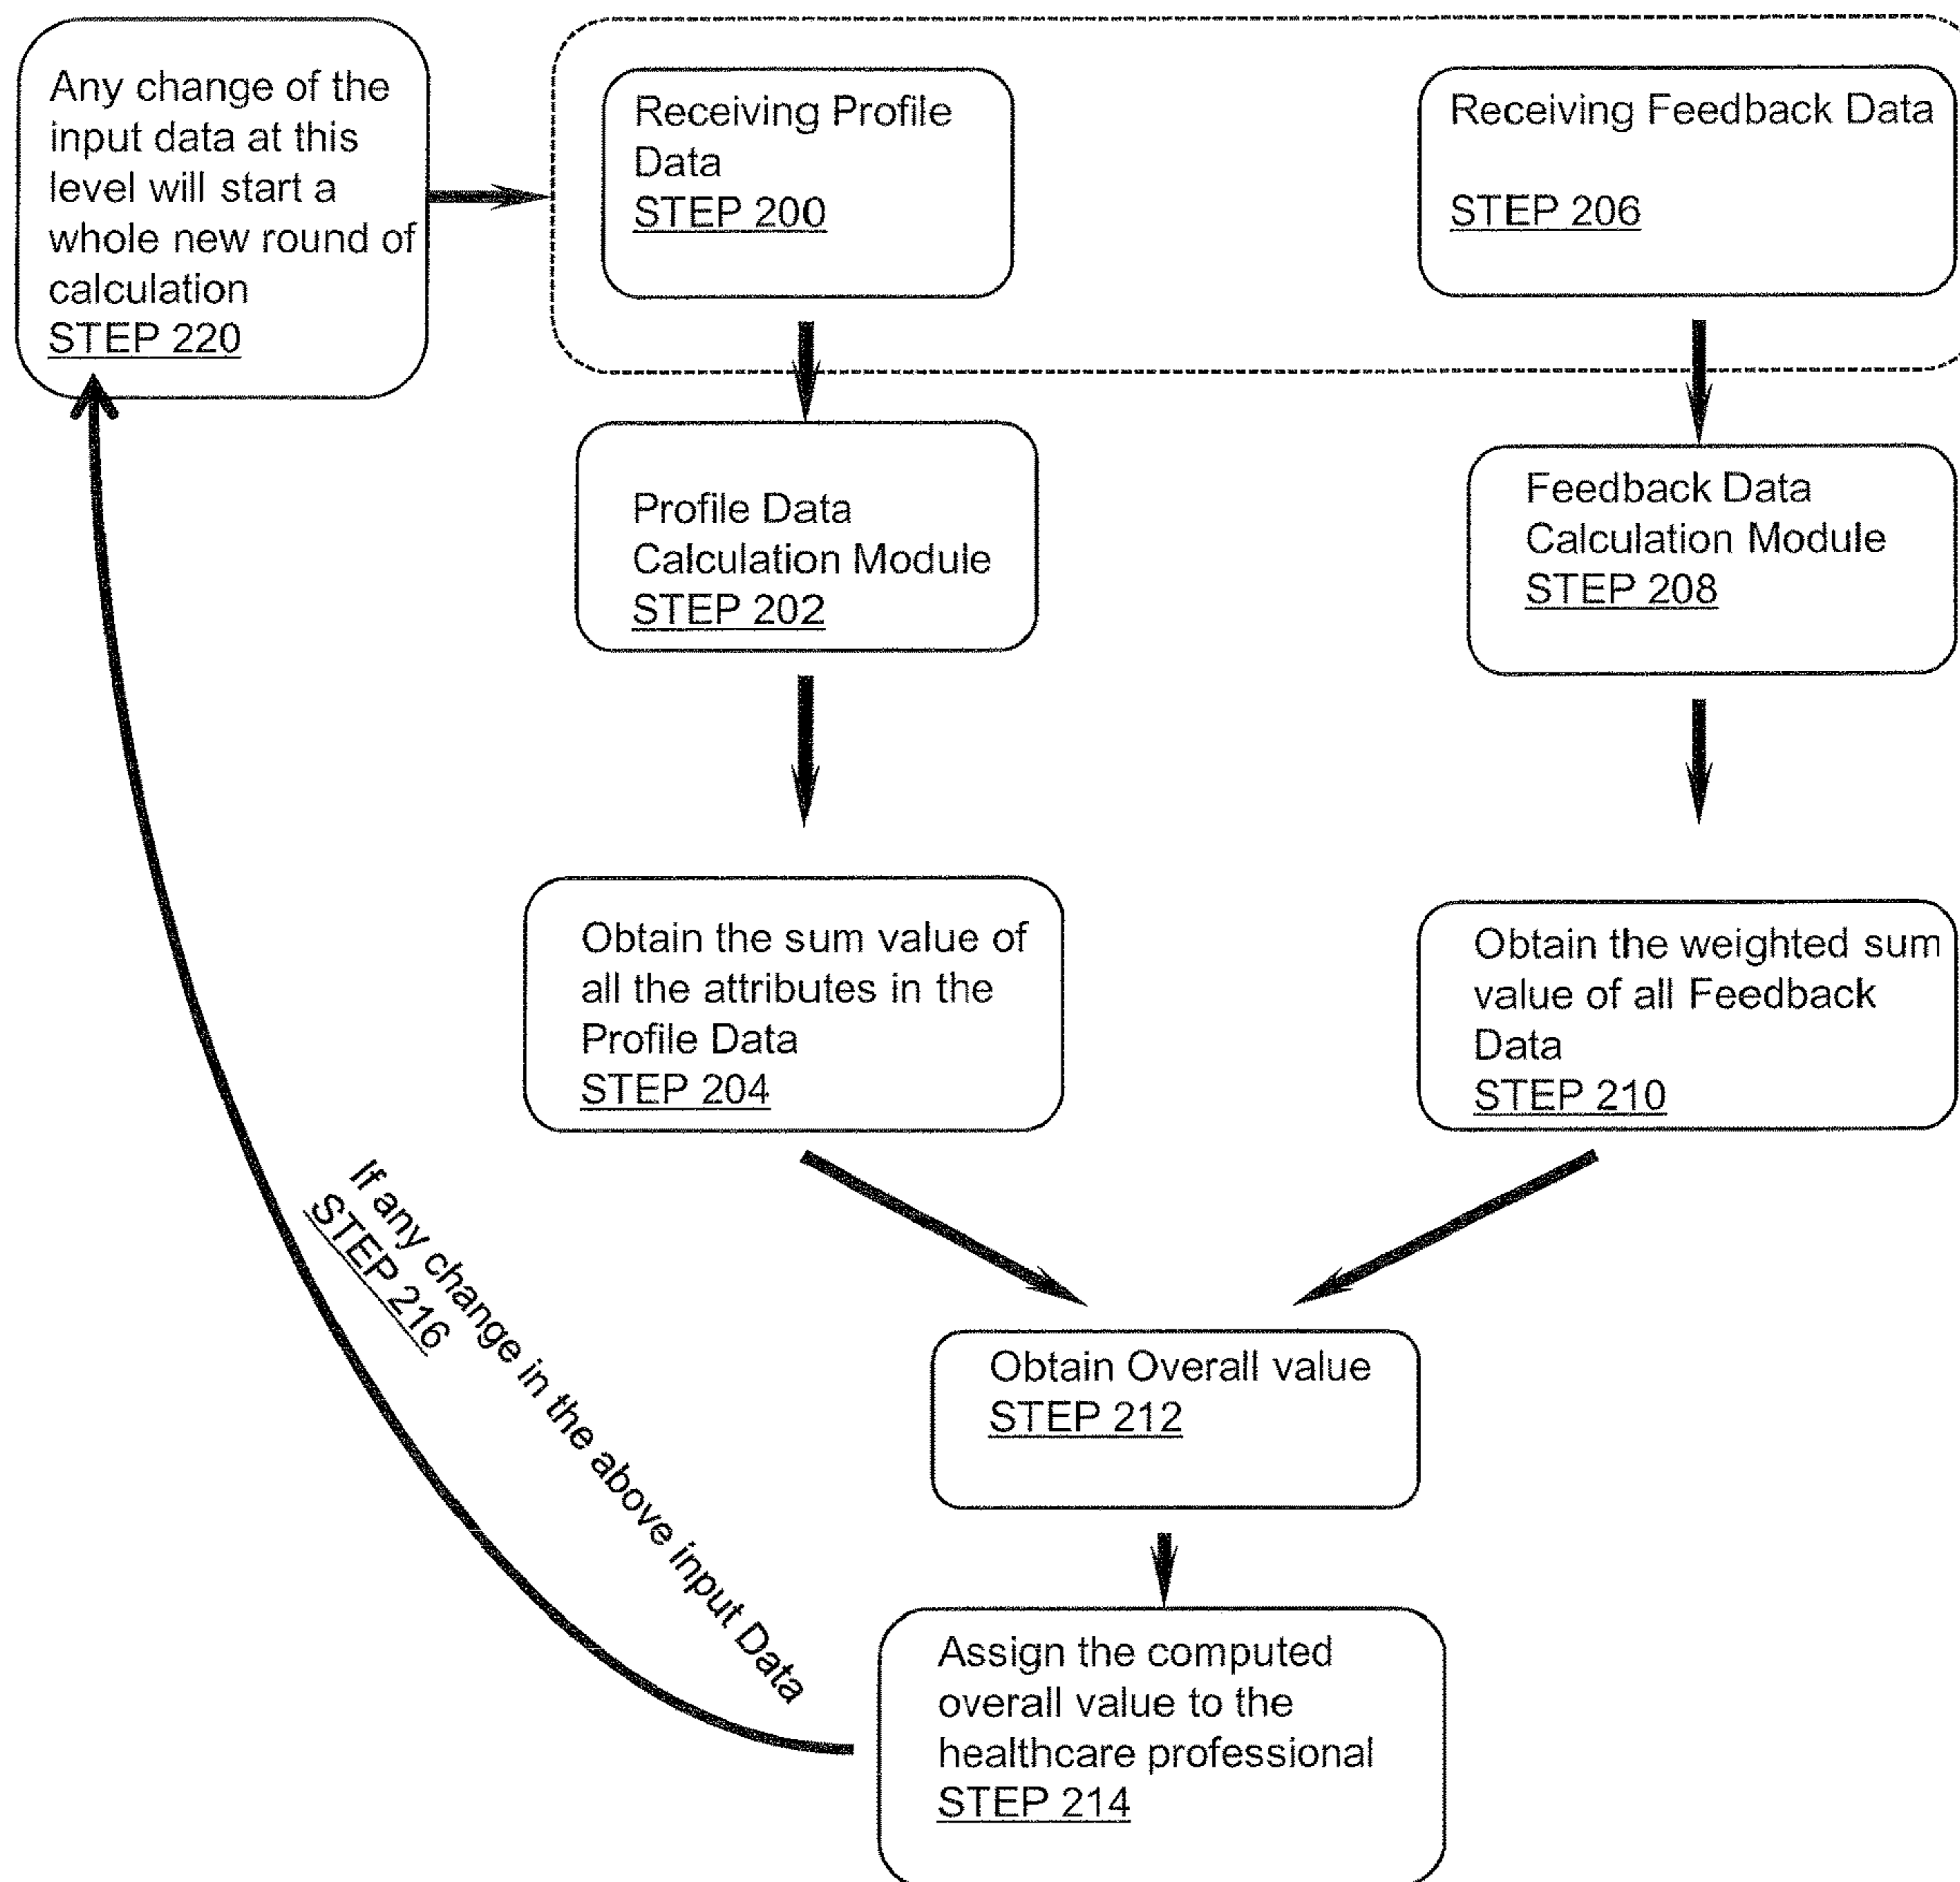 Any change of the
input data at this
level will start a
whole new round of
calculation
STEP 220
Receiving Profile
Data
STEP 200
Receiving Feedback Data
STEP 206
Profile Data
Calculation Module
STEP 202
Feedback Data
Calculation Module
STEP 208
Obtain the sum value of
all the attributes in the
Profile Data
STEP 204
Obtain the weighted sum
value of all Feedback
Data
STEP 210
If any change in the above input Data
STEP 216
Obtain Overall value
STEP 212
Assign the computed
overall value to the
healthcare professional
STEP 214